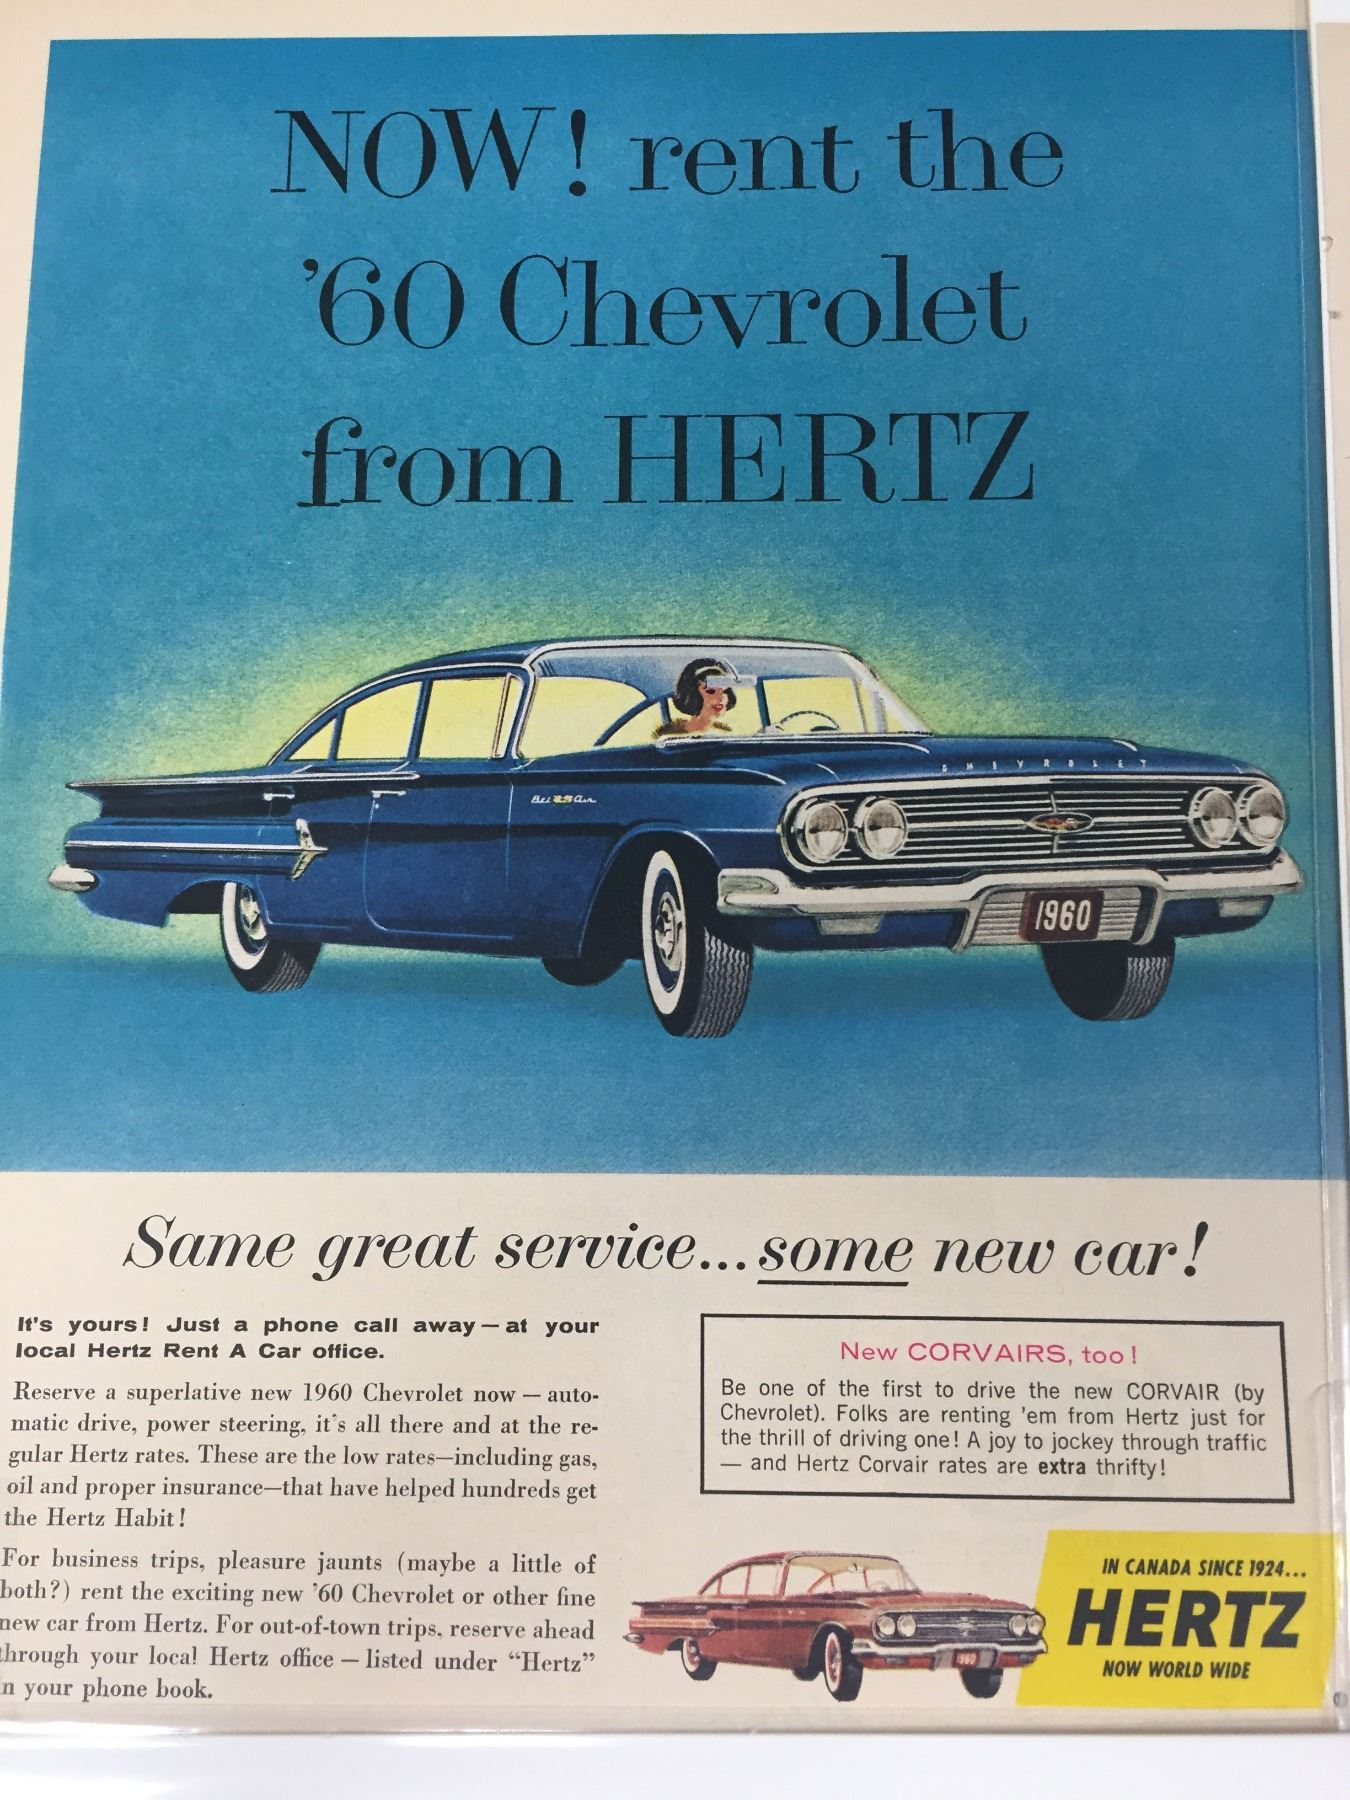 NOW! rent the
’60 Chevrolet
from HERTZ
CHEVROLET
Bel Air
1960
Same great service...some new car!
It's yours! Just a phone call away — at your
local Hertz Rent A Car office.
Reserve a superlative new 1960 Chevrolet now — auto-
matic drive, power steering, it's all there and at the re-
gular Hertz rates. These are the low rates—including gas,
oil and proper insurance—that have helped hundreds get
the Hertz Habit!
For business trips, pleasure jaunts (maybe a little of
both?) rent the exciting new ’60 Chevrolet or other fine
new car from Hertz. For out-of-town trips, reserve ahead
through your local Hertz office — listed under “Hertz”
n your phone book.
New CORVAIRS, too!
Be one of the first to drive the new CORVAIR (by
Chevrolet). Folks are renting 'em from Hertz just for
the thrill of driving one! A joy to jockey through traffic
— and Hertz Corvair rates are extra thrifty!
1960
IN CANADA SINCE 1924...
HERTZ
NOW WORLD WIDE